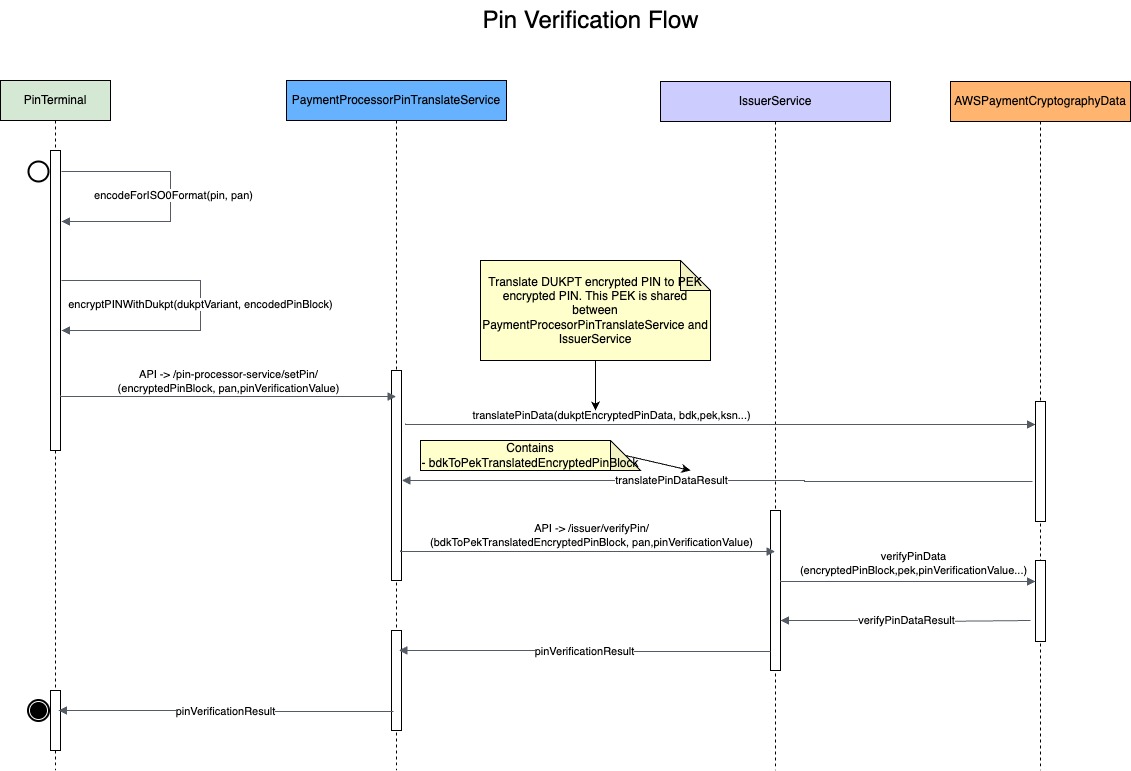 Pin Verification Flow
PinTerminal
PaymentProcessorPinTranslateService
IssuerService
AWSPaymentCryptographyData
encodeForISO0Format(pin, pan)
encryptPINWithDukpt(dukptVariant, encodedPinBlock)
Translate DUKPT encrypted PIN to PEK
encrypted PIN. This PEK is shared
between
PaymentProcesorPinTranslateService and
IssuerService
API -> /pin-processor-service/setPin/
(encryptedPinBlock, pan,pinVerificationValue)
translatePinData(dukptEncryptedPinData, bdk,pek,ksn...)
Contains
- bdkToPekTranslatedEncryptedPinBlock
translatePinDataResult
API -> /issuer/verifyPin/
(bdkToPekTranslatedEncryptedPinBlock, pan,pinVerificationValue)
verifyPinData
(encryptedPinBlock,pek,pinVerificationValue...)
verifyPinDataResult
pinVerificationResult
pinVerificationResult